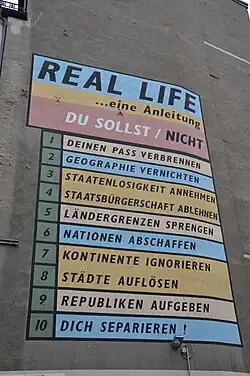 REAL LIFE
...eine Anleitung
DU SOLLST / NICHT
1 DEINEN PASS VERBRENNEN
2 GEOGRAPHIE VERNICHTEN
3 STAATENLOSIGKEIT ANNEHMEN
4 STAATSBÜRGERSCHAFT ABLEHNEN
5 LÄNDERGRENZEN SPRENGEN
6 NATIONEN ABSCHAFFEN
7 KONTINENTE IGNORIEREN
8 STÄDTE AUFLÖSEN
9 REPUBLIKEN AUFGEBEN
10 DICH SEPARIEREN !